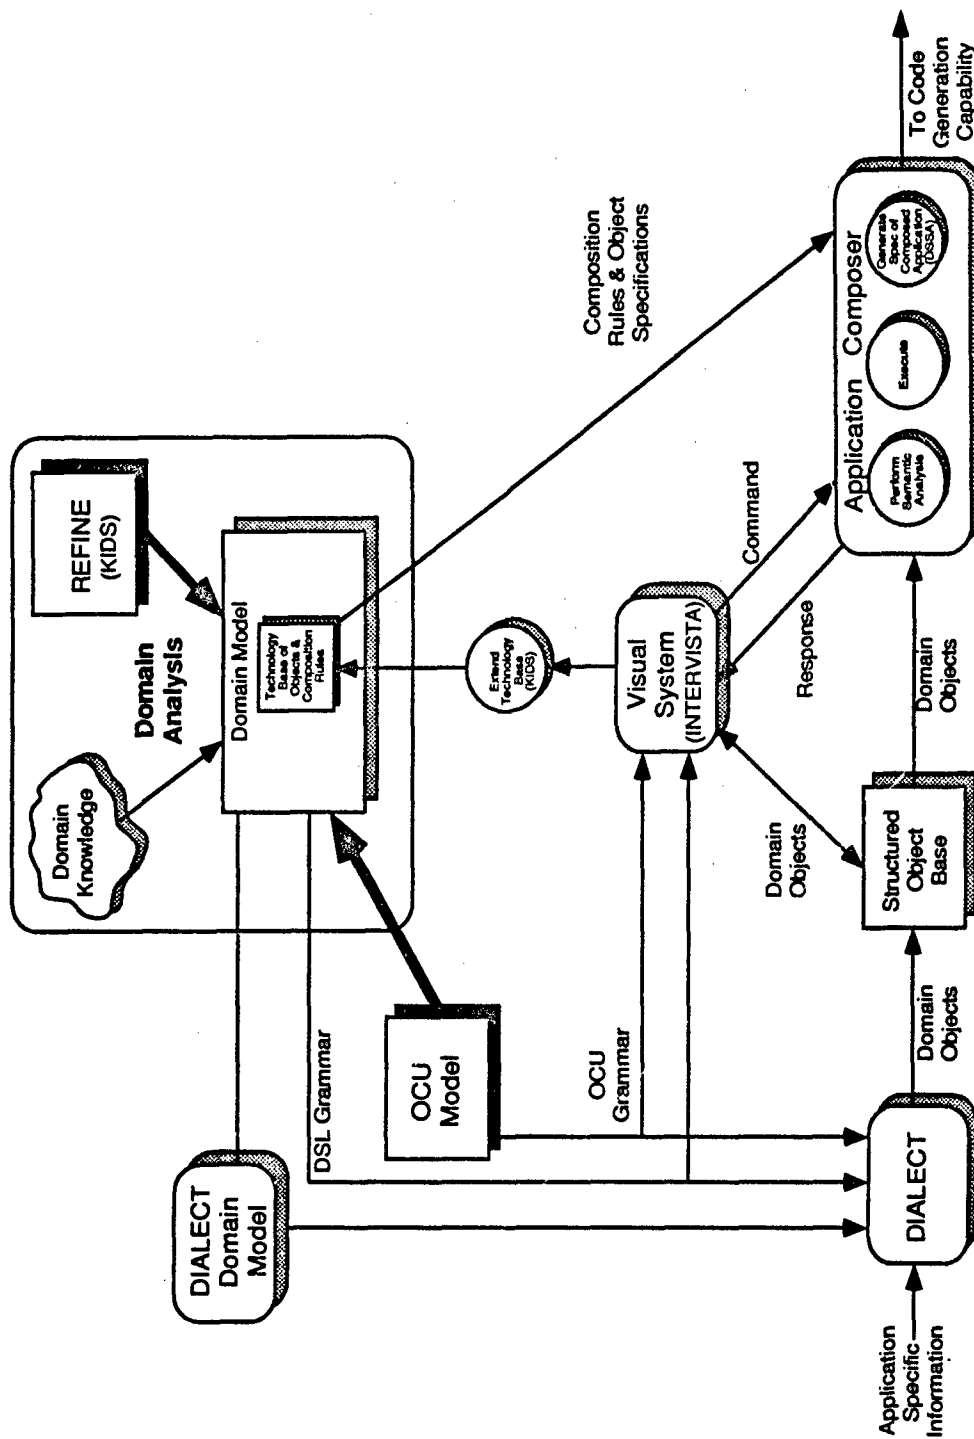 DIALECT
Domain
Model
Domain
Knowledge
Domain
Analysis
REFINE
(KIDS)
Domain Model
Technology
Base of
Objects &
Composition
Rules
DSL Grammar
OCU
Model
Extend
Technology
Base
(KIDS)
Composition
Rules & Object
Specifications
OCU
Grammar
Visual
System
(INTERVISTA)
Command
Response
Domain
Objects
Application
Specific
Information
DIALECT
Domain
Objects
Structured
Object
Base
Domain
Objects
Application Composer
Perform
Semantic
Analysis
Execute
Generate
Spec of
Composed
Application
(DSSA)
To Code
Generation
Capability